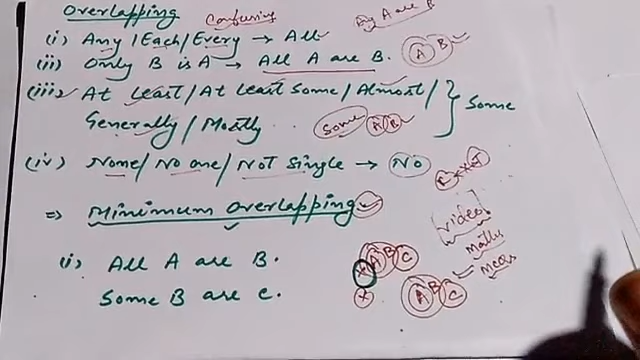 Overlapping Confusing Any A are B
(i) Any / Each / Every → All
(ii) Only B is A → All A are B. A B
(iii) At Least / At least Some / Almost / Some
Generally / Mostly Some A B
(iv) None / No one / Not Single → No
⇒ Minimum Overlapping
video
(i) All A are B. A B C Maths
Some B are C. A B C Means